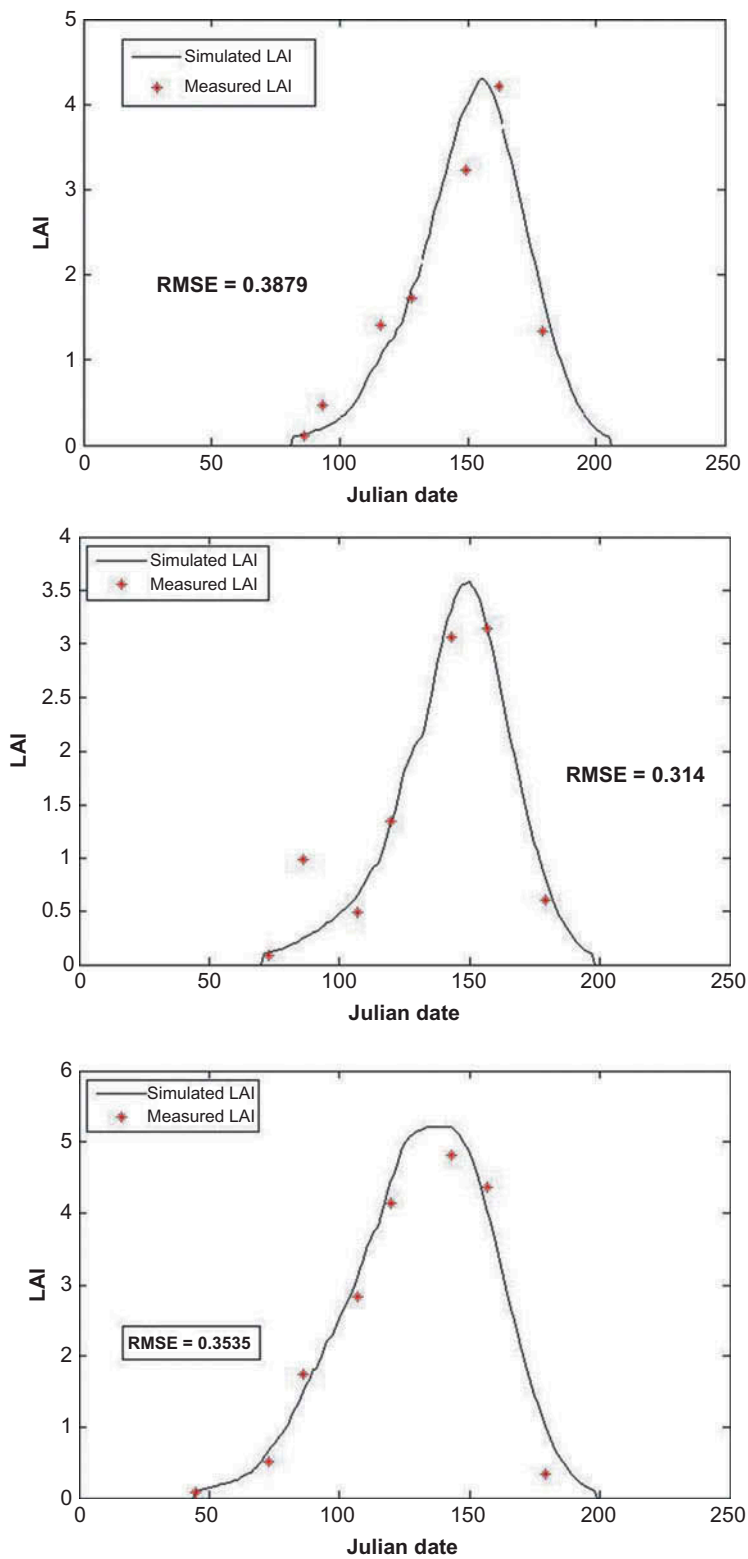 5
Simulated LAI
Measured LAI
4
3
LAI
2
RMSE = 0.3879
1
0
0 50 100 150 200 250
Julian date
4
Simulated LAI
Measured LAI
3.5
3
2.5
LAI
2
RMSE = 0.314
1.5
1
0.5
0
0 50 100 150 200 250
Julian date
6
Simulated LAI
Measured LAI
5
4
3
LAI
RMSE = 0.3535
2
1
0
0 50 100 150 200 250
Julian date